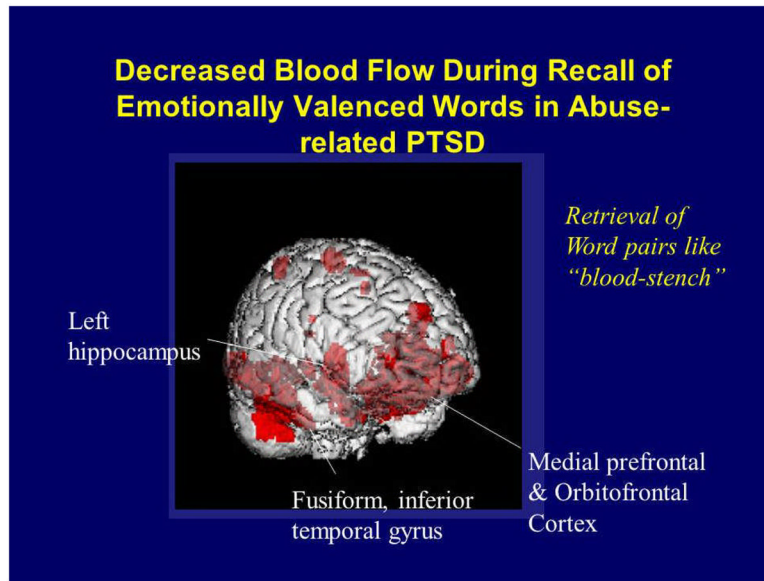 Decreased Blood Flow During Recall of
Emotionally Valenced Words in Abuse-
related PTSD
Retrieval of
Word pairs like
“blood-stench”
Left
hippocampus
Medial prefrontal
& Orbitofrontal
Cortex
Fusiform, inferior
temporal gyrus